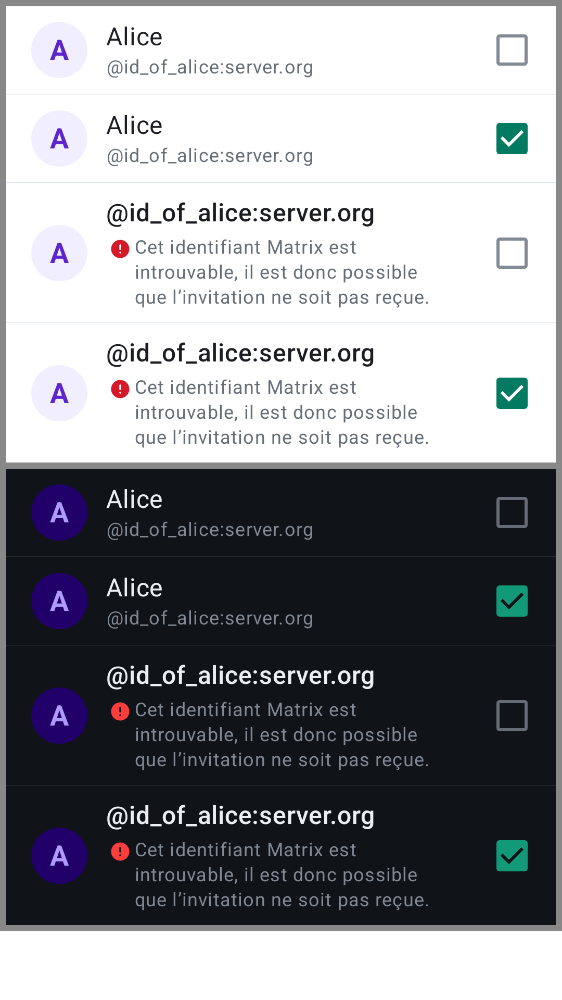 A
Alice
@id_of_alice:server.org
A
Alice
@id_of_alice:server.org
@id_of_alice:server.org
A
Cet identifiant Matrix est
introuvable, il est donc possible
que l’invitation ne soit pas reçue.
@id_of_alice:server.org
A
Cet identifiant Matrix est
introuvable, il est donc possible
que l’invitation ne soit pas reçue.
A
Alice
@id_of_alice:server.org
A
Alice
@id_of_alice:server.org
@id_of_alice:server.org
A
Cet identifiant Matrix est
introuvable, il est donc possible
que l’invitation ne soit pas reçue.
@id_of_alice:server.org
A
Cet identifiant Matrix est
introuvable, il est donc possible
que l’invitation ne soit pas reçue.